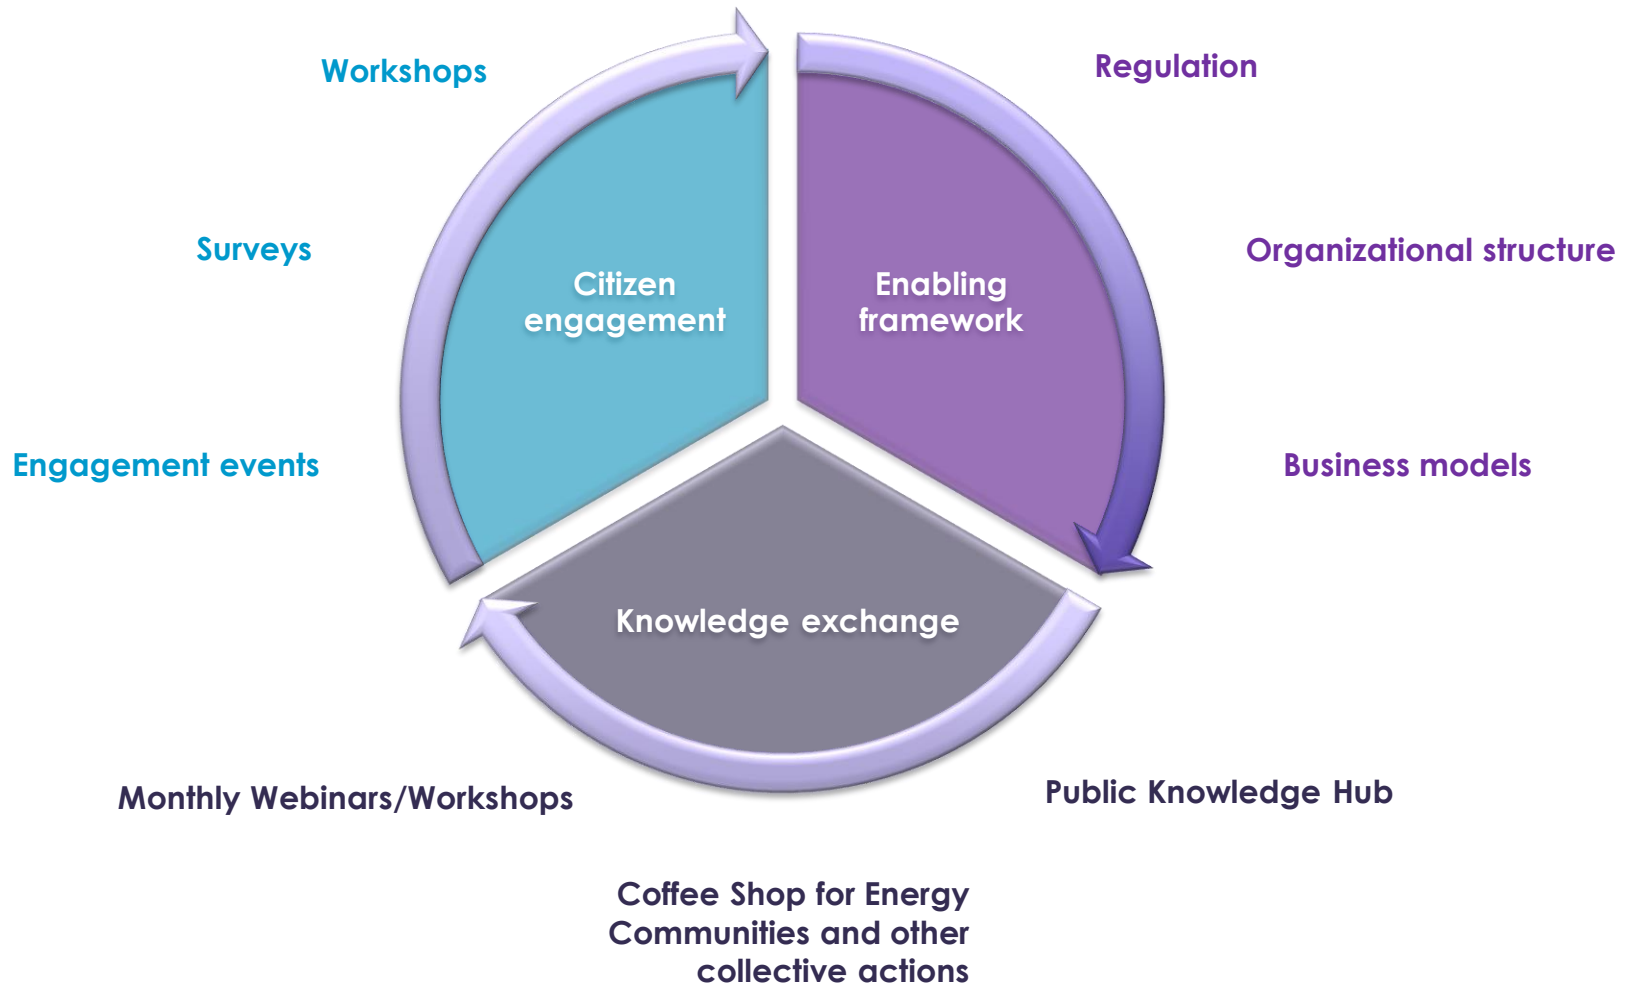 Workshops
Regulation
Surveys
Organizational structure
Citizen
engagement
Enabling
framework
Engagement events
Business models
Knowledge exchange
Monthly Webinars/Workshops
Public Knowledge Hub
Coffee Shop for Energy
Communities and other
collective actions